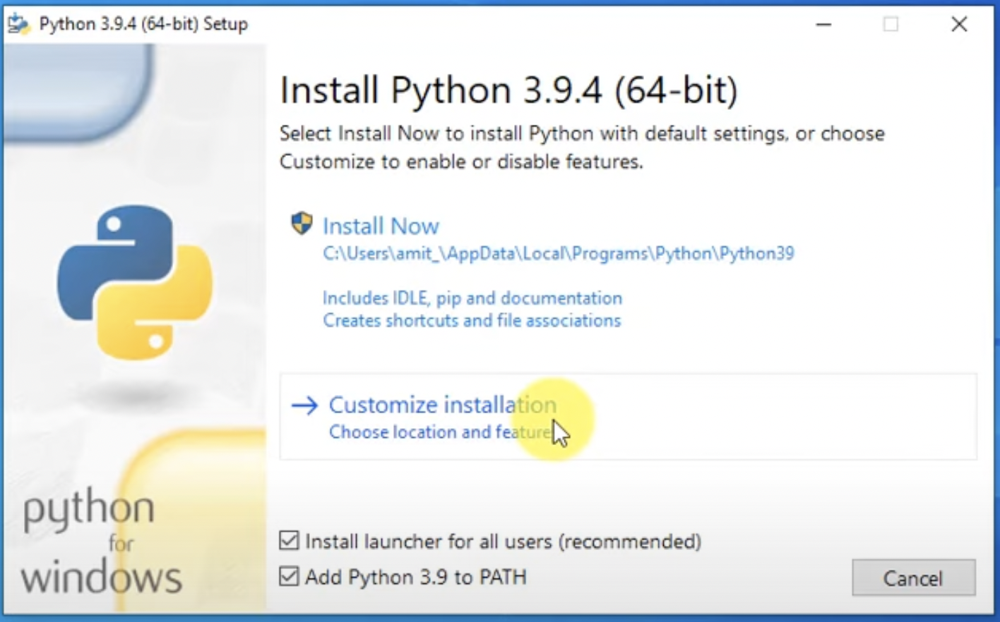 Python 3.9.4 (64-bit) Setup
Install Python 3.9.4 (64-bit)
Select Install Now to install Python with default settings, or choose
Customize to enable or disable features.
Install Now
C:\Users\amit_\AppData\Local\Programs\Python\Python39
Includes IDLE, pip and documentation
Creates shortcuts and file associations
Customize installation
Choose location and features
Install launcher for all users (recommended)
Add Python 3.9 to PATH
Cancel
python
for
windows